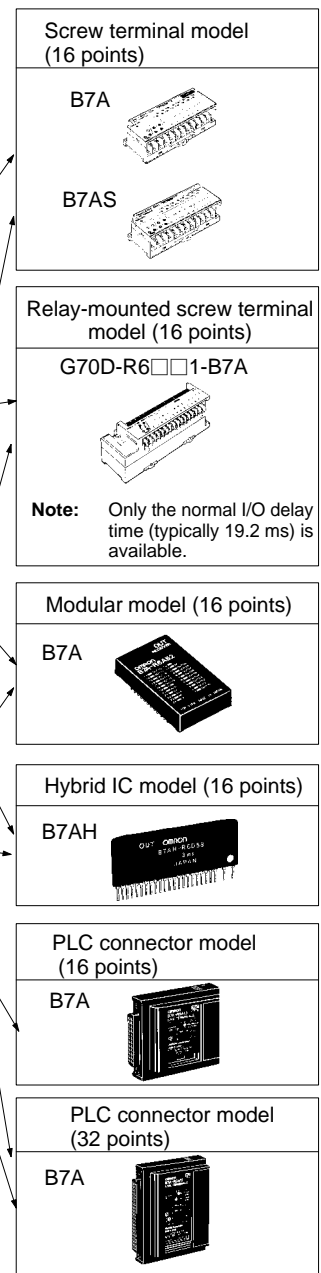 Screw terminal model
(16 points)
B7A
B7AS
Relay-mounted screw terminal
model (16 points)
G70D-R6□□1-B7A
Note: Only the normal I/O delay
time (typically 19.2 ms) is
available.
Modular model (16 points)
B7A
OUT
OMRON
Hybrid IC model (16 points)
B7AH
OUT OMRON
JAPAN
PLC connector model
(16 points)
B7A
PLC connector model
(32 points)
B7A